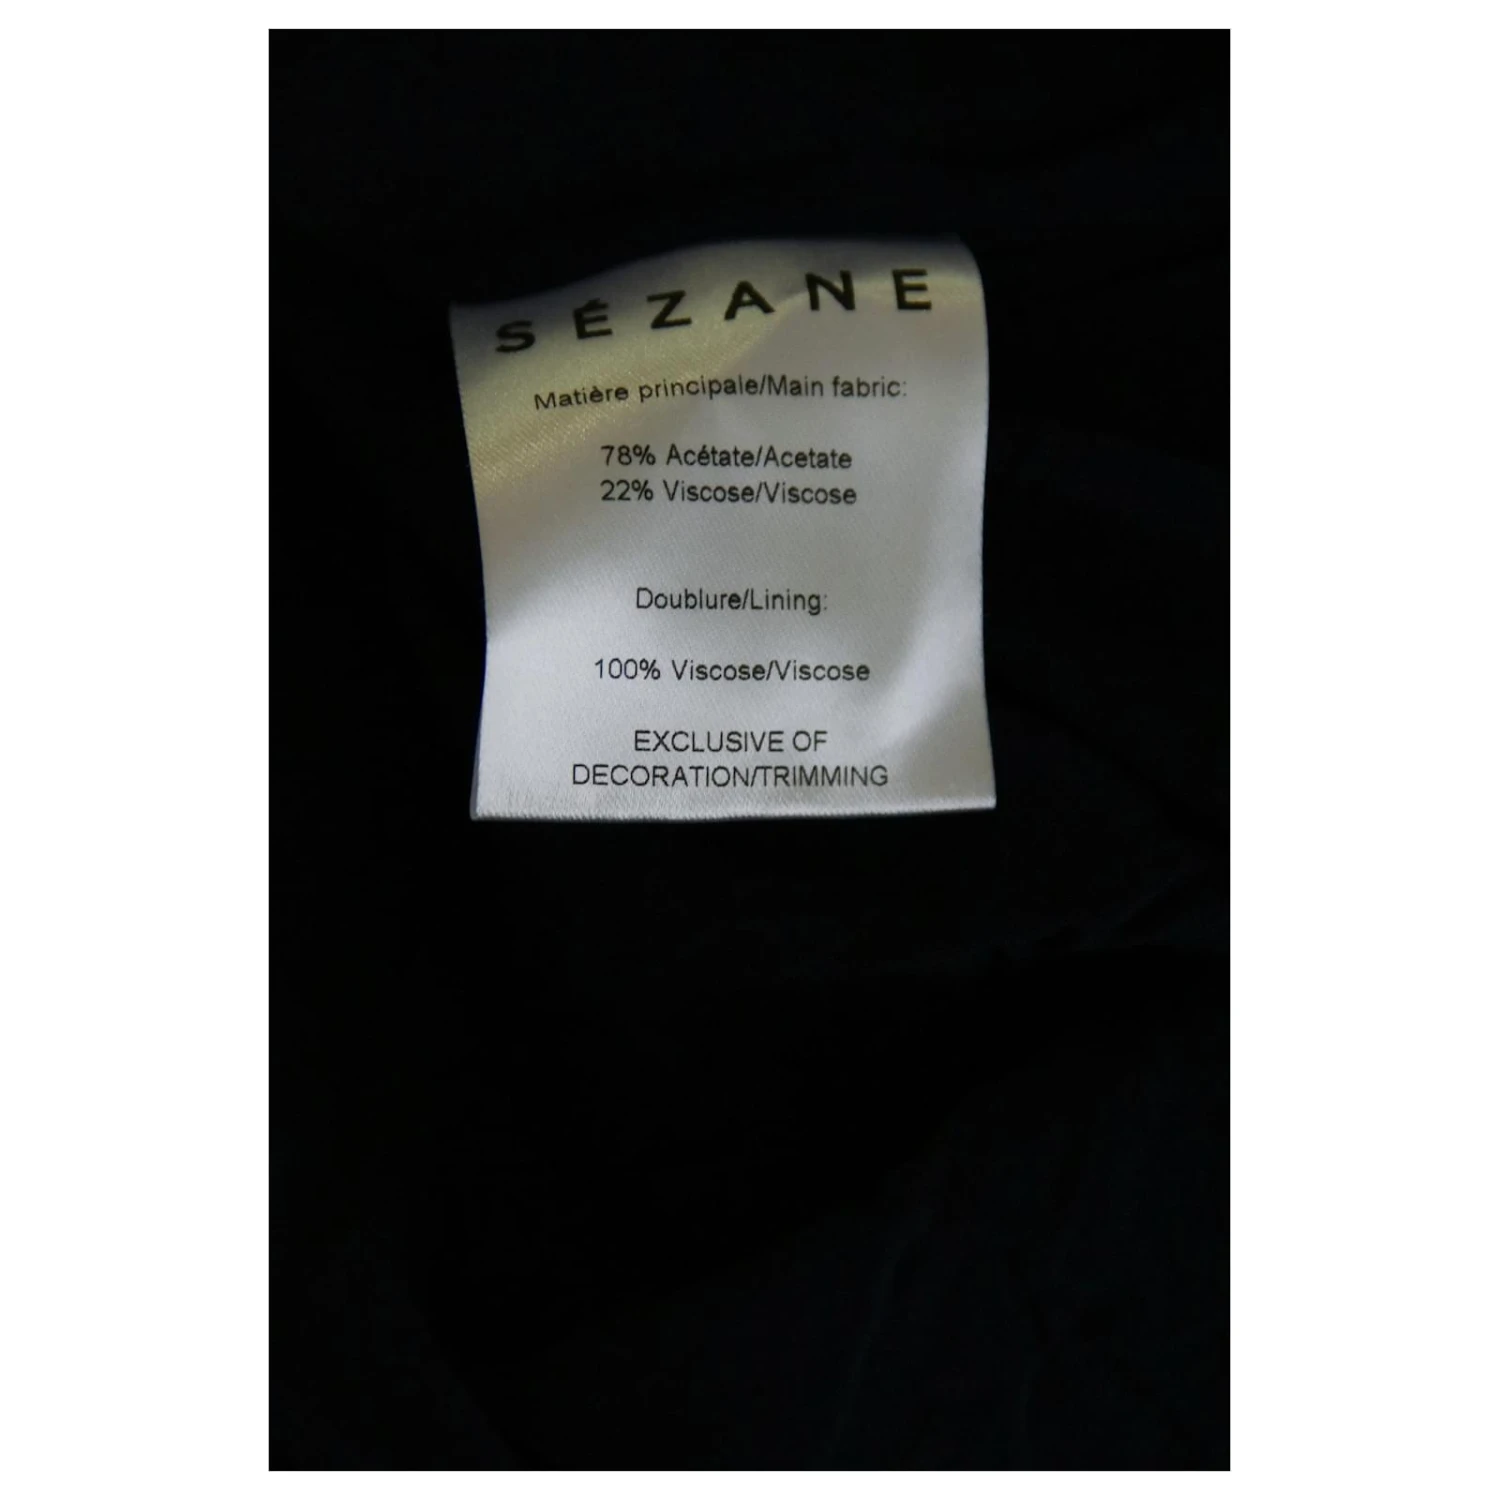 SÉZANE
Matière principale/Main fabric:
78% Acétate/Acetate
22% Viscose/Viscose
Doublure/Lining:
100% Viscose/Viscose
EXCLUSIVE OF
DECORATION/TRIMMING